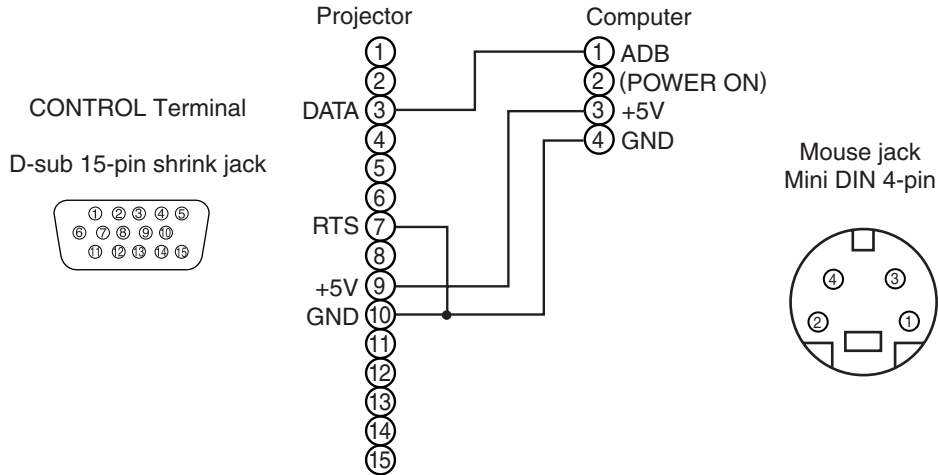 Projector
Computer
CONTROL Terminal
D-sub 15-pin shrink jack
① ② ③ ④ ⑤
⑥ ⑦ ⑧ ⑨ ⑩
⑪ ⑫ ⑬ ⑭ ⑮
①
②
DATA ③
④
⑤
⑥
RTS ⑦
⑧
+5V ⑨
GND ⑩
⑪
⑫
⑬
⑭
⑮
① ADB
② (POWER ON)
③ +5V
④ GND
Mouse jack
Mini DIN 4-pin
④ ③
② ①